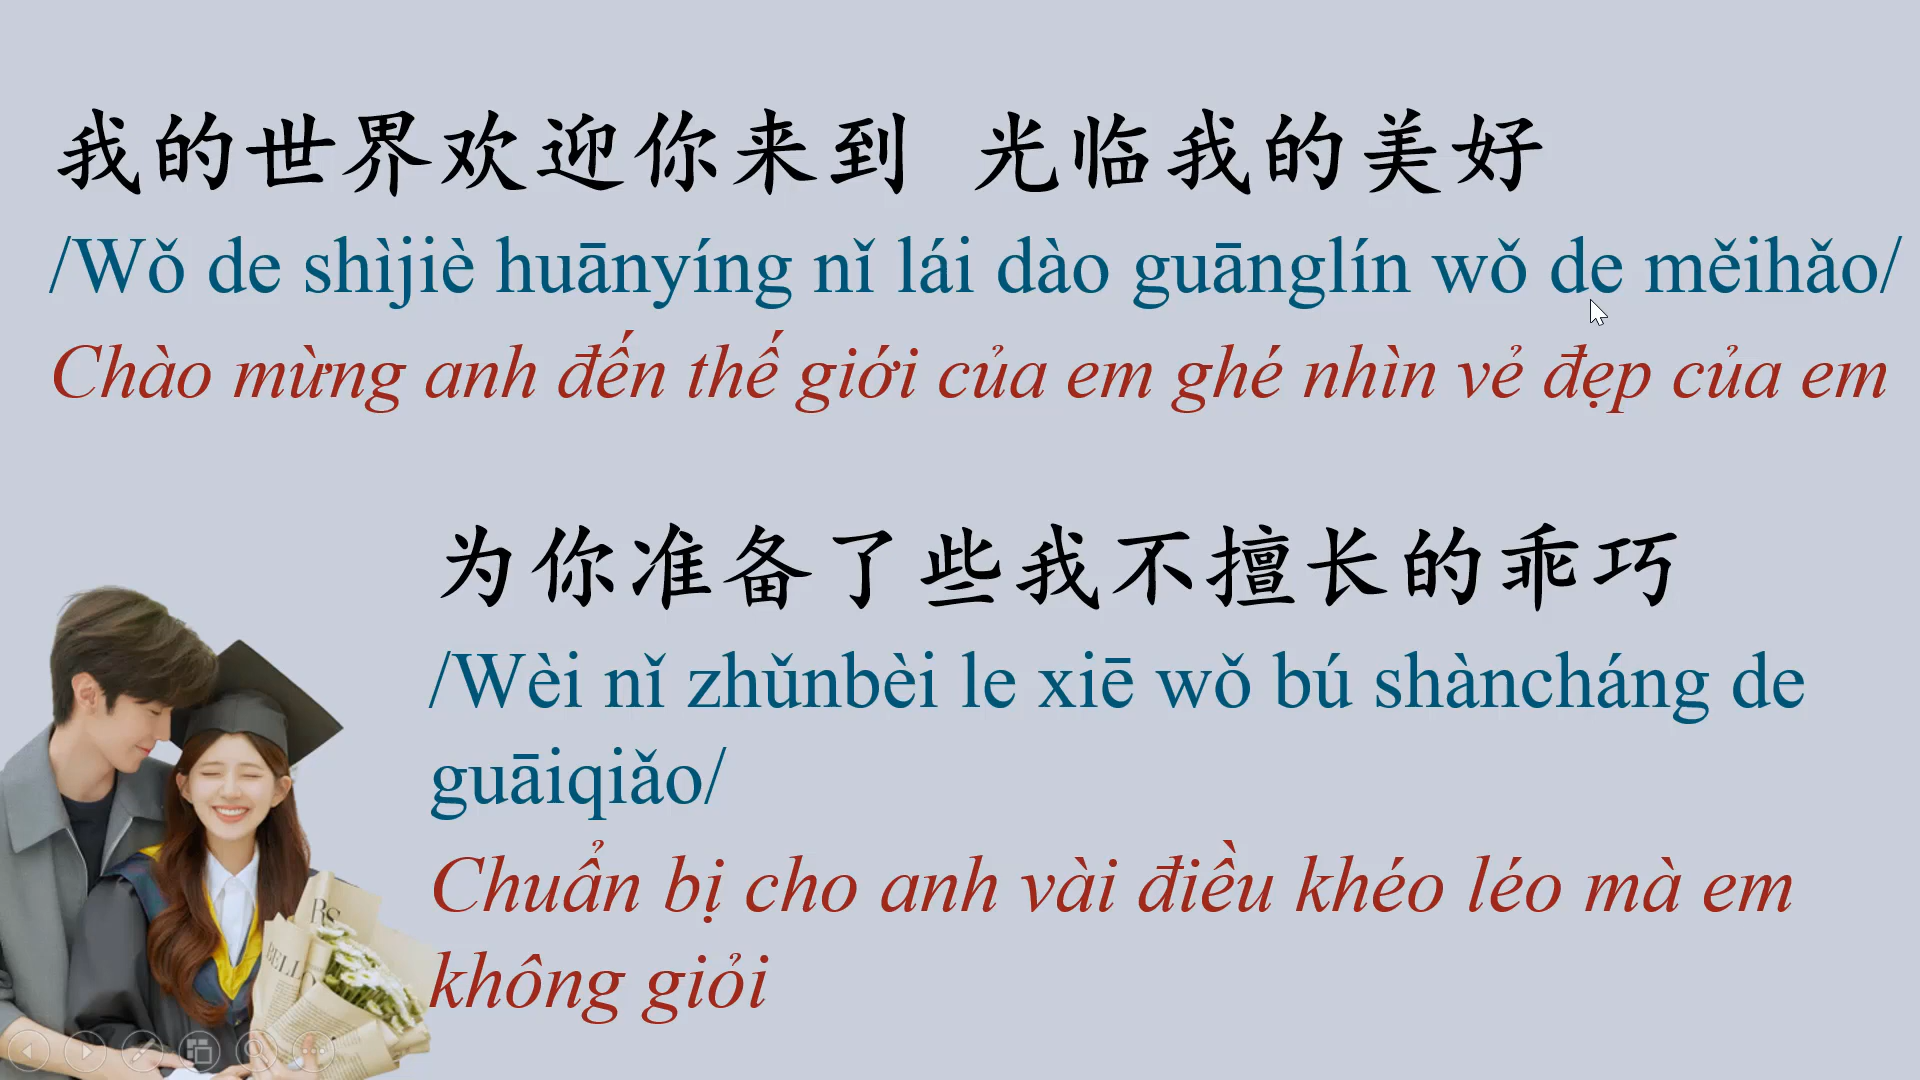 我的世界欢迎你来到 光临我的美好
/Wǒ de shìjiè huānyíng nǐ lái dào guānglín wǒ de měihǎo/
Chào mừng anh đến thế giới của em ghé nhìn vẻ đẹp của em
为你准备了些我不擅长的乖巧
/Wèi nǐ zhǔnbèi le xiē wǒ bú shàncháng de
guāiqiǎo/
Chuẩn bị cho anh vài điều khéo léo mà em
không giỏi
RS
BELLO